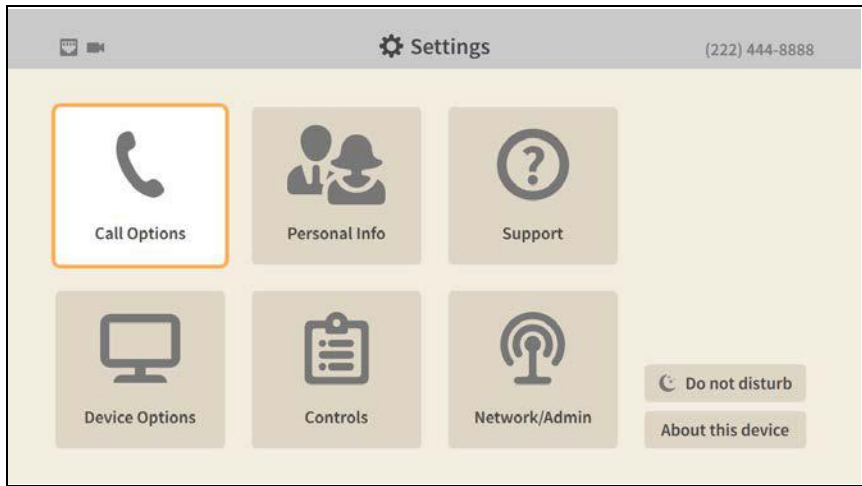 Settings
(222) 444-8888
Call Options
Personal Info
Support
Device Options
Controls
Network/Admin
Do not disturb
About this device